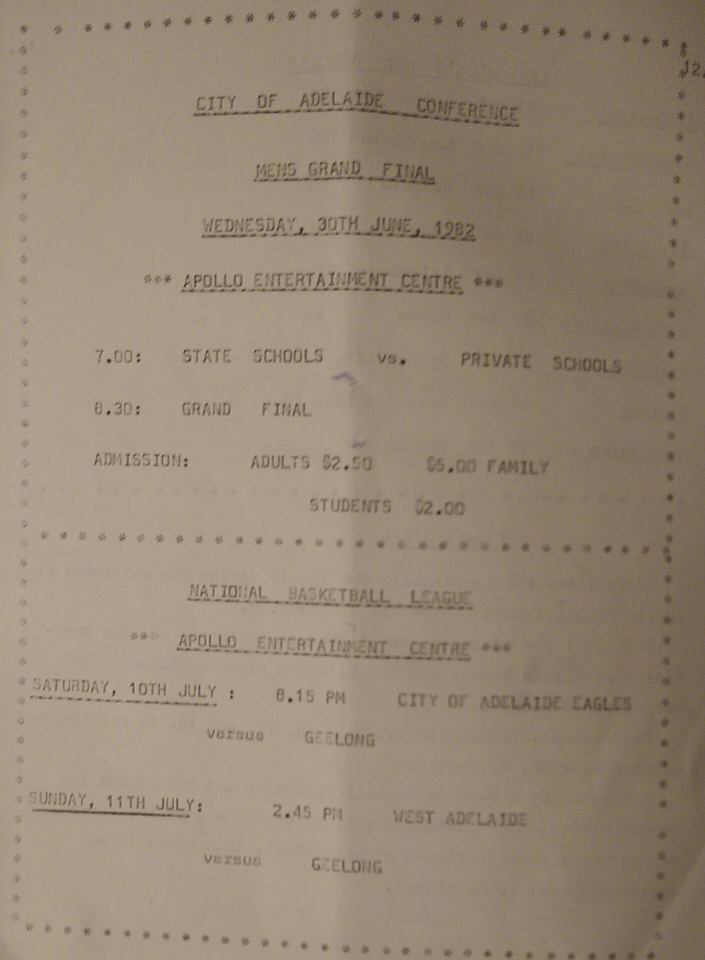 12.
CITY OF ADELAIDE CONFERENCE
MENS GRAND FINAL
WEDNESDAY, 30TH JUNE, 1982
*** APOLLO ENTERTAINMENT CENTRE ***
7.00: STATE SCHOOLS vs. PRIVATE SCHOOLS
8.30: GRAND FINAL
ADMISSION: ADULTS $2.50 $5.00 FAMILY
STUDENTS $2.00
NATIONAL BASKETBALL LEAGUE
*** APOLLO ENTERTAINMENT CENTRE ***
SATURDAY, 10TH JULY : 8.15 PM CITY OF ADELAIDE EAGLES
versus GEELONG
SUNDAY, 11TH JULY: 2.45 PM WEST ADELAIDE
versus GEELONG